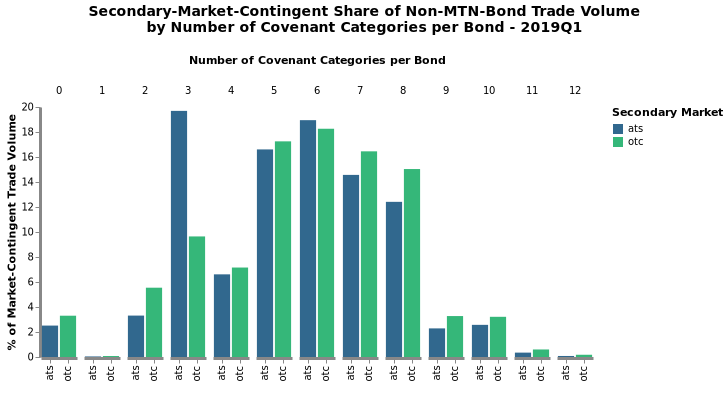 Secondary-Market-Contingent Share of Non-MTN-Bond Trade Volume
by Number of Covenant Categories per Bond - 2019Q1
Number of Covenant Categories per Bond
0 1 2 3 4 5 6 7 8 9 10 11 12
% of Market-Contingent Trade Volume
20
18
16
14
12
10
8
6
4
2
0
Secondary Market
ats
otc
ats otc ats otc ats otc ats otc ats otc ats otc ats otc ats otc ats otc ats otc ats otc ats otc ats otc